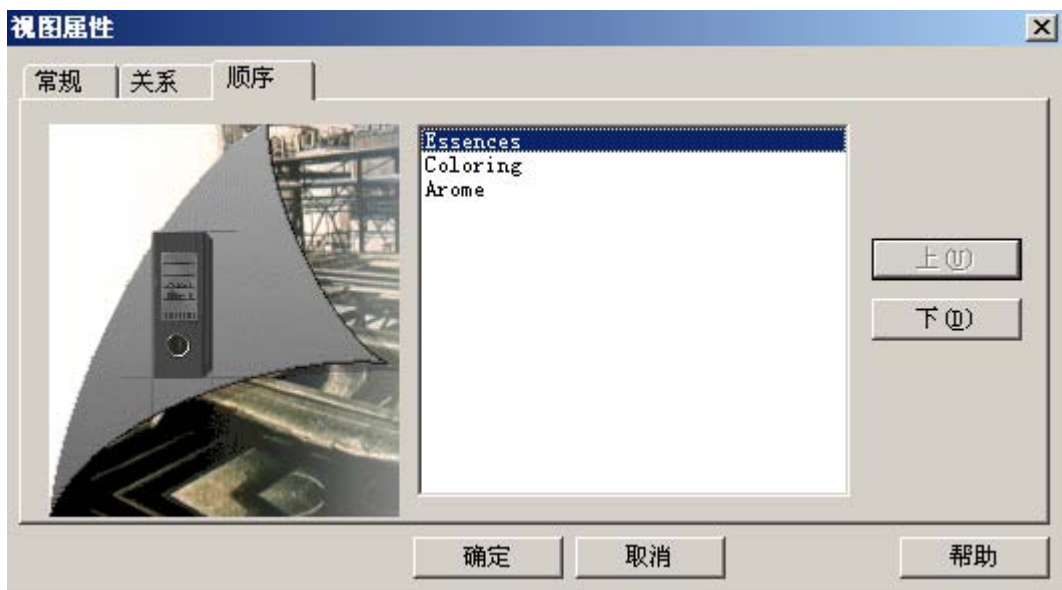 视图属性
常规 关系 顺序
Essences
Coloring
Arome
上(U)
下(D)
确定 取消 帮助